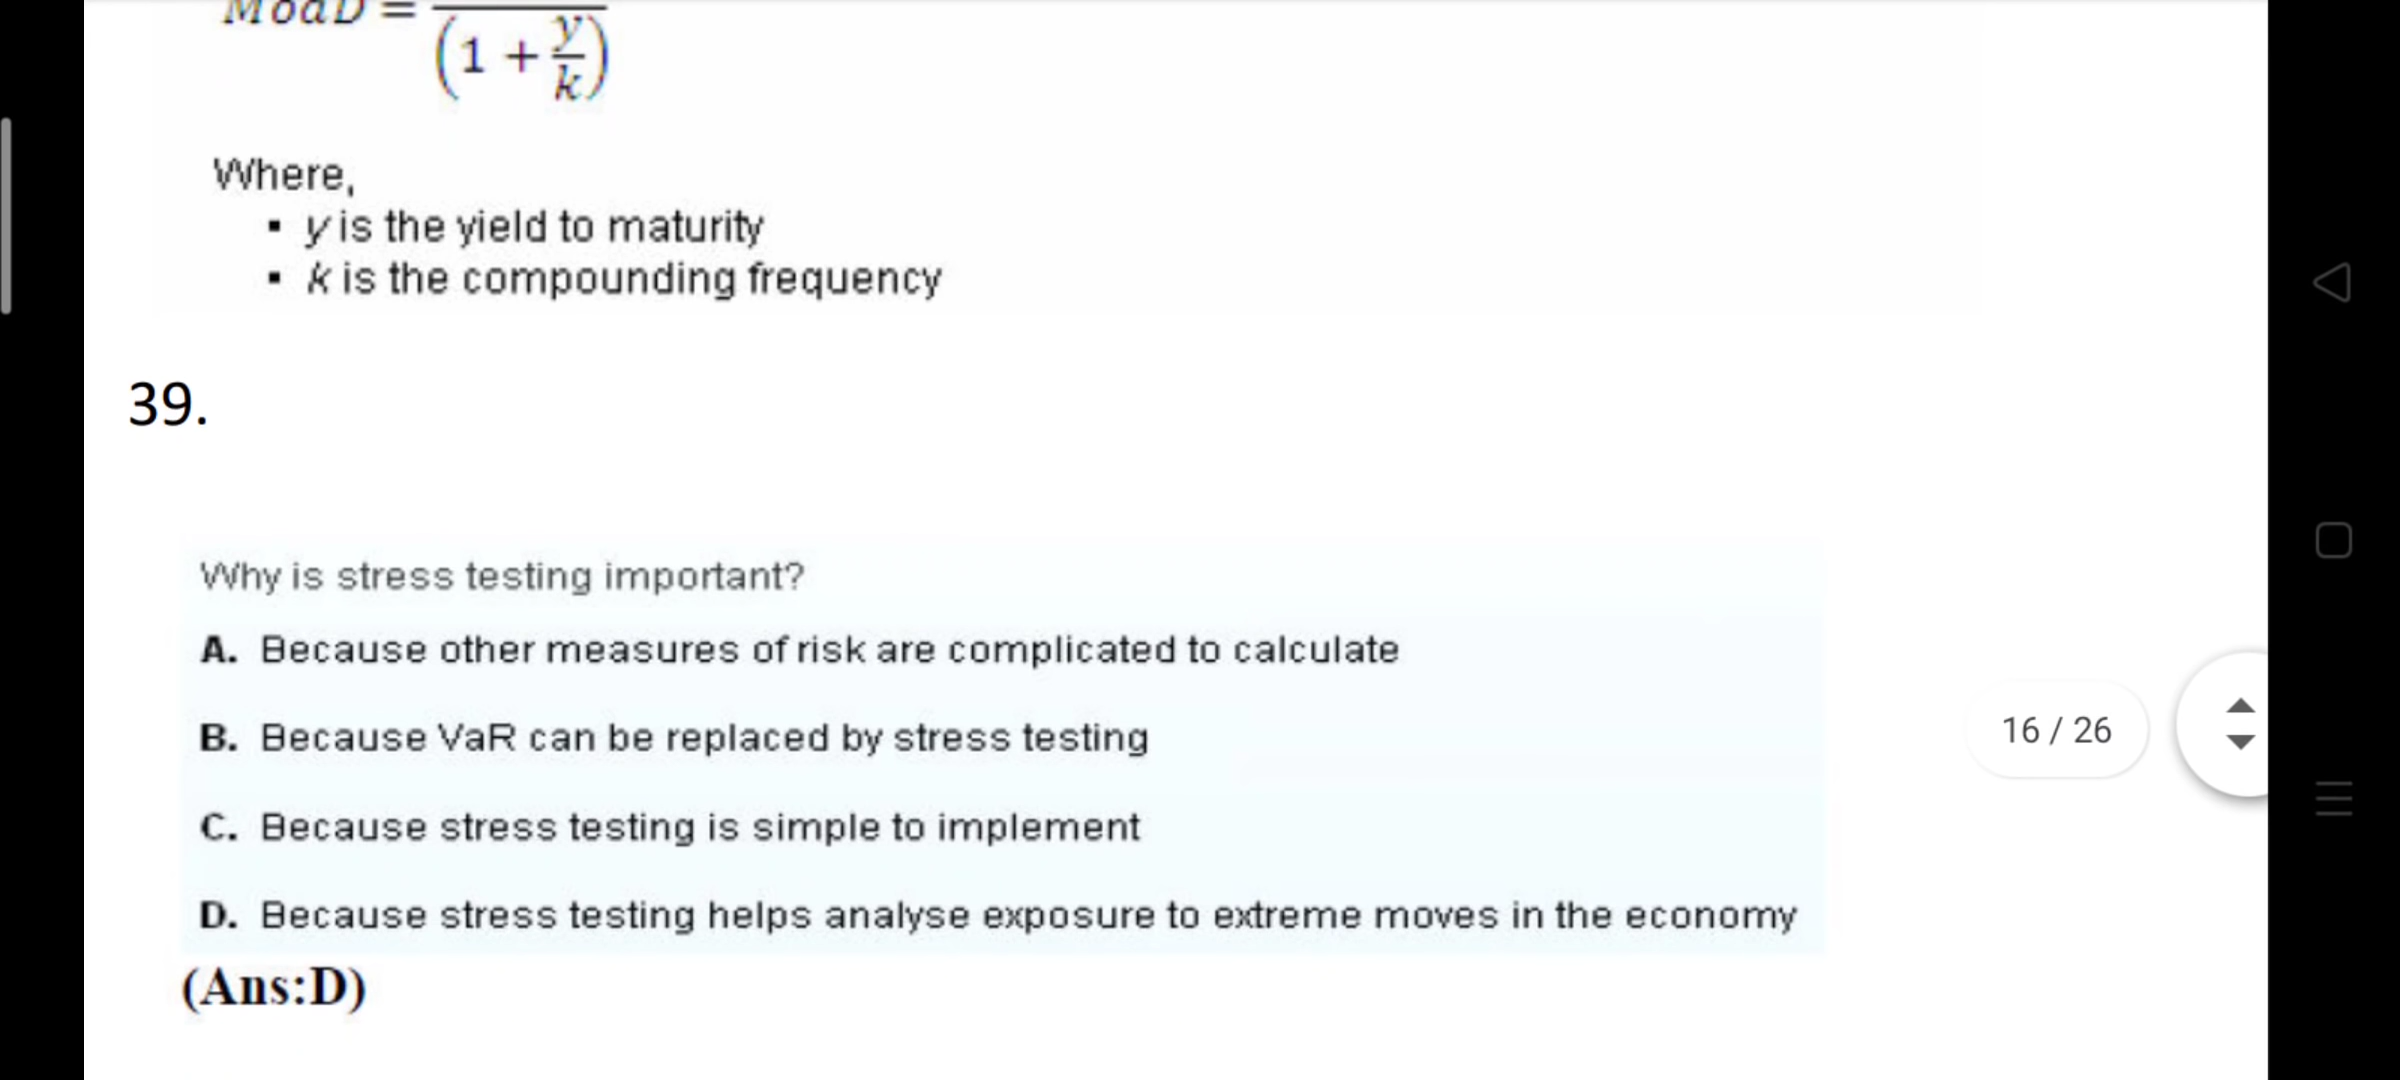 ModD =
(1 + y/k)
Where,
▪ y is the yield to maturity
▪ k is the compounding frequency
39.
Why is stress testing important?
A. Because other measures of risk are complicated to calculate
B. Because VaR can be replaced by stress testing
C. Because stress testing is simple to implement
D. Because stress testing helps analyse exposure to extreme moves in the economy
(Ans:D)
16 / 26